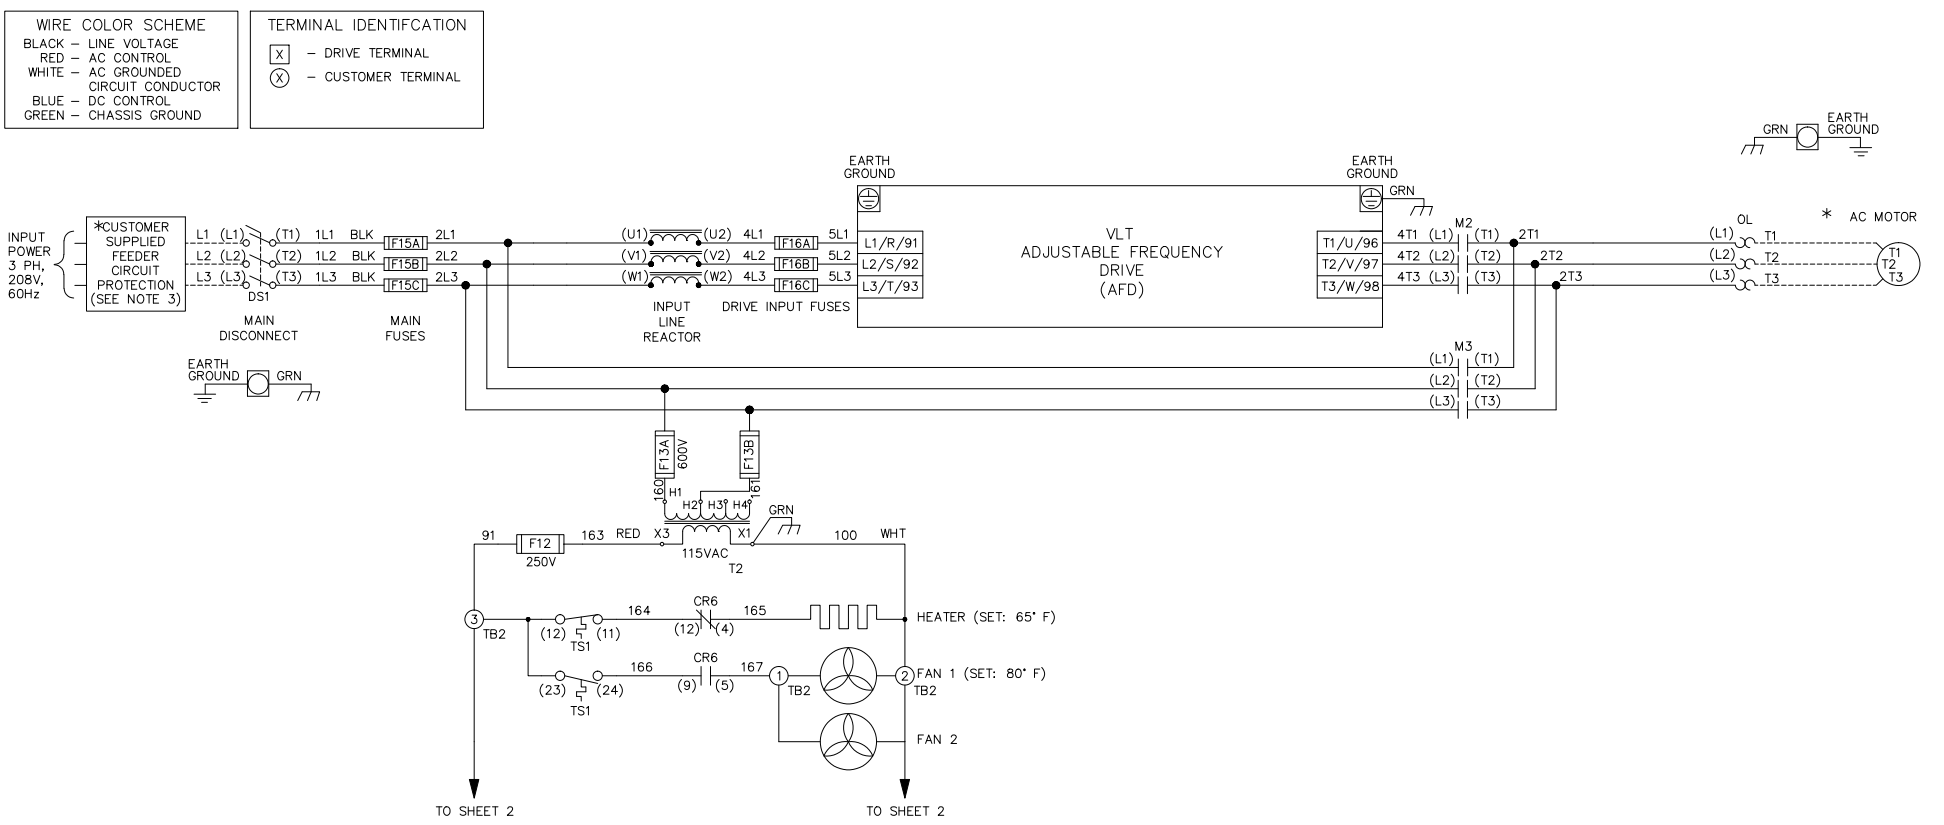 WIRE COLOR SCHEME
BLACK – LINE VOLTAGE
RED – AC CONTROL
WHITE – AC GROUNDED
CIRCUIT CONDUCTOR
BLUE – DC CONTROL
GREEN – CHASSIS GROUND
TERMINAL IDENTIFCATION
X – DRIVE TERMINAL
X – CUSTOMER TERMINAL
GRN
EARTH
GROUND
EARTH
GROUND
EARTH
GROUND
GRN
INPUT
POWER
3 PH,
208V,
60Hz
*CUSTOMER
SUPPLIED
FEEDER
CIRCUIT
PROTECTION
(SEE NOTE 3)
L1 (L1) (T1) 1L1 BLK F15A 2L1 (U1) (U2) 4L1 F16A 5L1 L1/R/91
L2 (L2) (T2) 1L2 BLK F15B 2L2 (V1) (V2) 4L2 F16B 5L2 L2/S/92
L3 (L3) (T3) 1L3 BLK F15C 2L3 (W1) (W2) 4L3 F16C 5L3 L3/T/93
DS1
MAIN
DISCONNECT
MAIN
FUSES
INPUT
LINE
REACTOR
DRIVE INPUT FUSES
VLT
ADJUSTABLE FREQUENCY
DRIVE
(AFD)
M2
OL
* AC MOTOR
T1/U/96 4T1 (L1) (T1) 2T1 (L1) T1
T2/V/97 4T2 (L2) (T2) 2T2 (L2) T2
T3/W/98 4T3 (L3) (T3) 2T3 (L3) T3
T1
T2
T3
M3
(L1) (T1)
(L2) (T2)
(L3) (T3)
EARTH
GROUND
GRN
F13A
600V
F13B
160
161
H1
H2 H3 H4
GRN
91 F12 163 RED X3 X1 100 WHT
250V
115VAC
T2
3
TB2
(12) (11)
TS1
164
CR6
(12) (4)
165
HEATER (SET: 65° F)
(23) (24)
TS1
166
CR6
(9) (5)
167
1
TB2
2
TB2
FAN 1 (SET: 80° F)
FAN 2
TO SHEET 2
TO SHEET 2